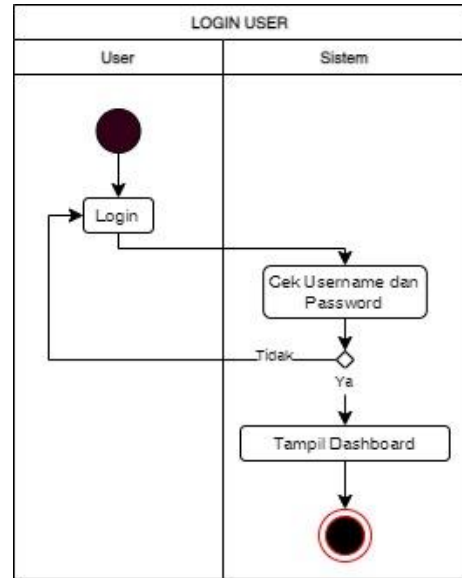 LOGIN USER
User
Sistem
Login
Cek Username dan
Password
Tidak
Ya
Tampil Dashboard